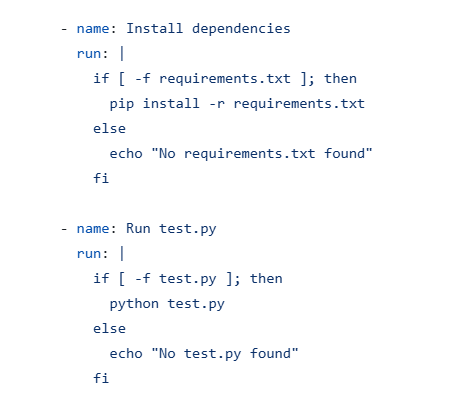 - name: Install dependencies
  run: |
    if [ -f requirements.txt ]; then
      pip install -r requirements.txt
    else
      echo "No requirements.txt found"
    fi

- name: Run test.py
  run: |
    if [ -f test.py ]; then
      python test.py
    else
      echo "No test.py found"
    fi